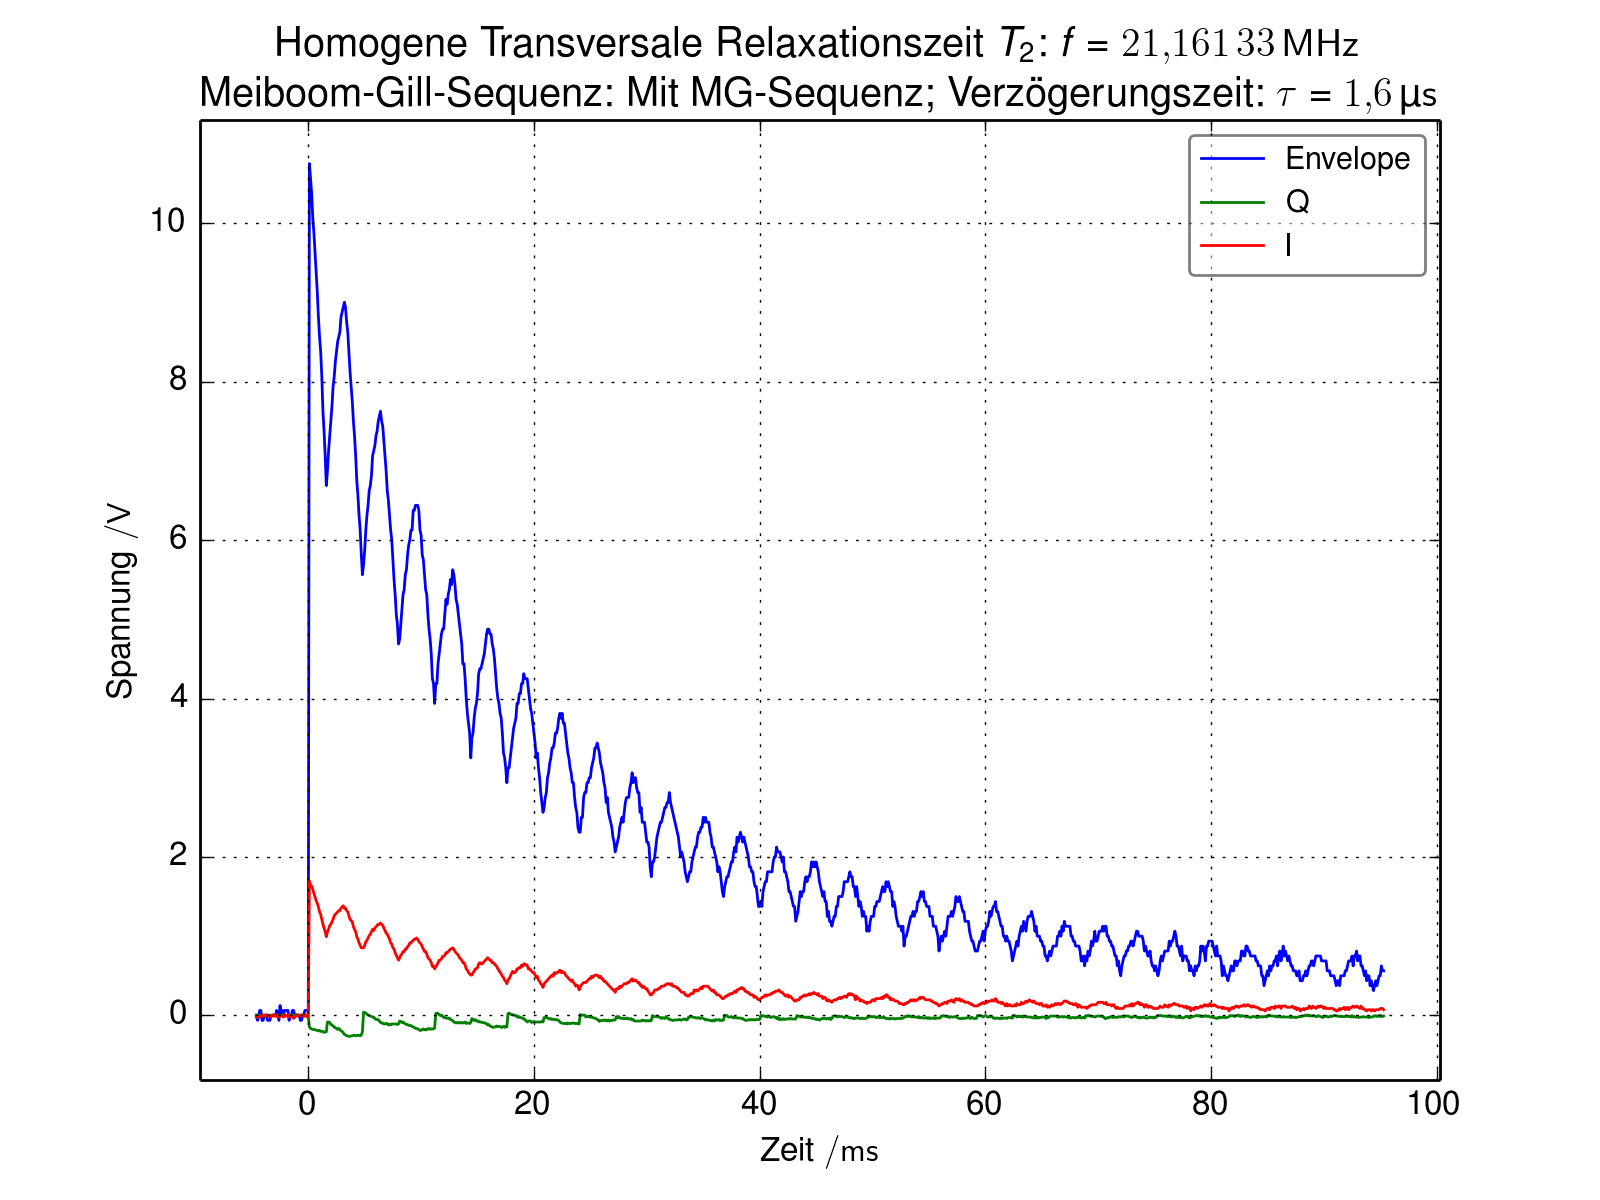 Homogene Transversale Relaxationszeit T₂: f = 21,161 33 MHz
Meiboom-Gill-Sequenz: Mit MG-Sequenz; Verzögerungszeit: τ = 1,6 µs
Envelope
Q
I
10
8
6
4
2
0
Spannung /V
0 20 40 60 80 100
Zeit /ms